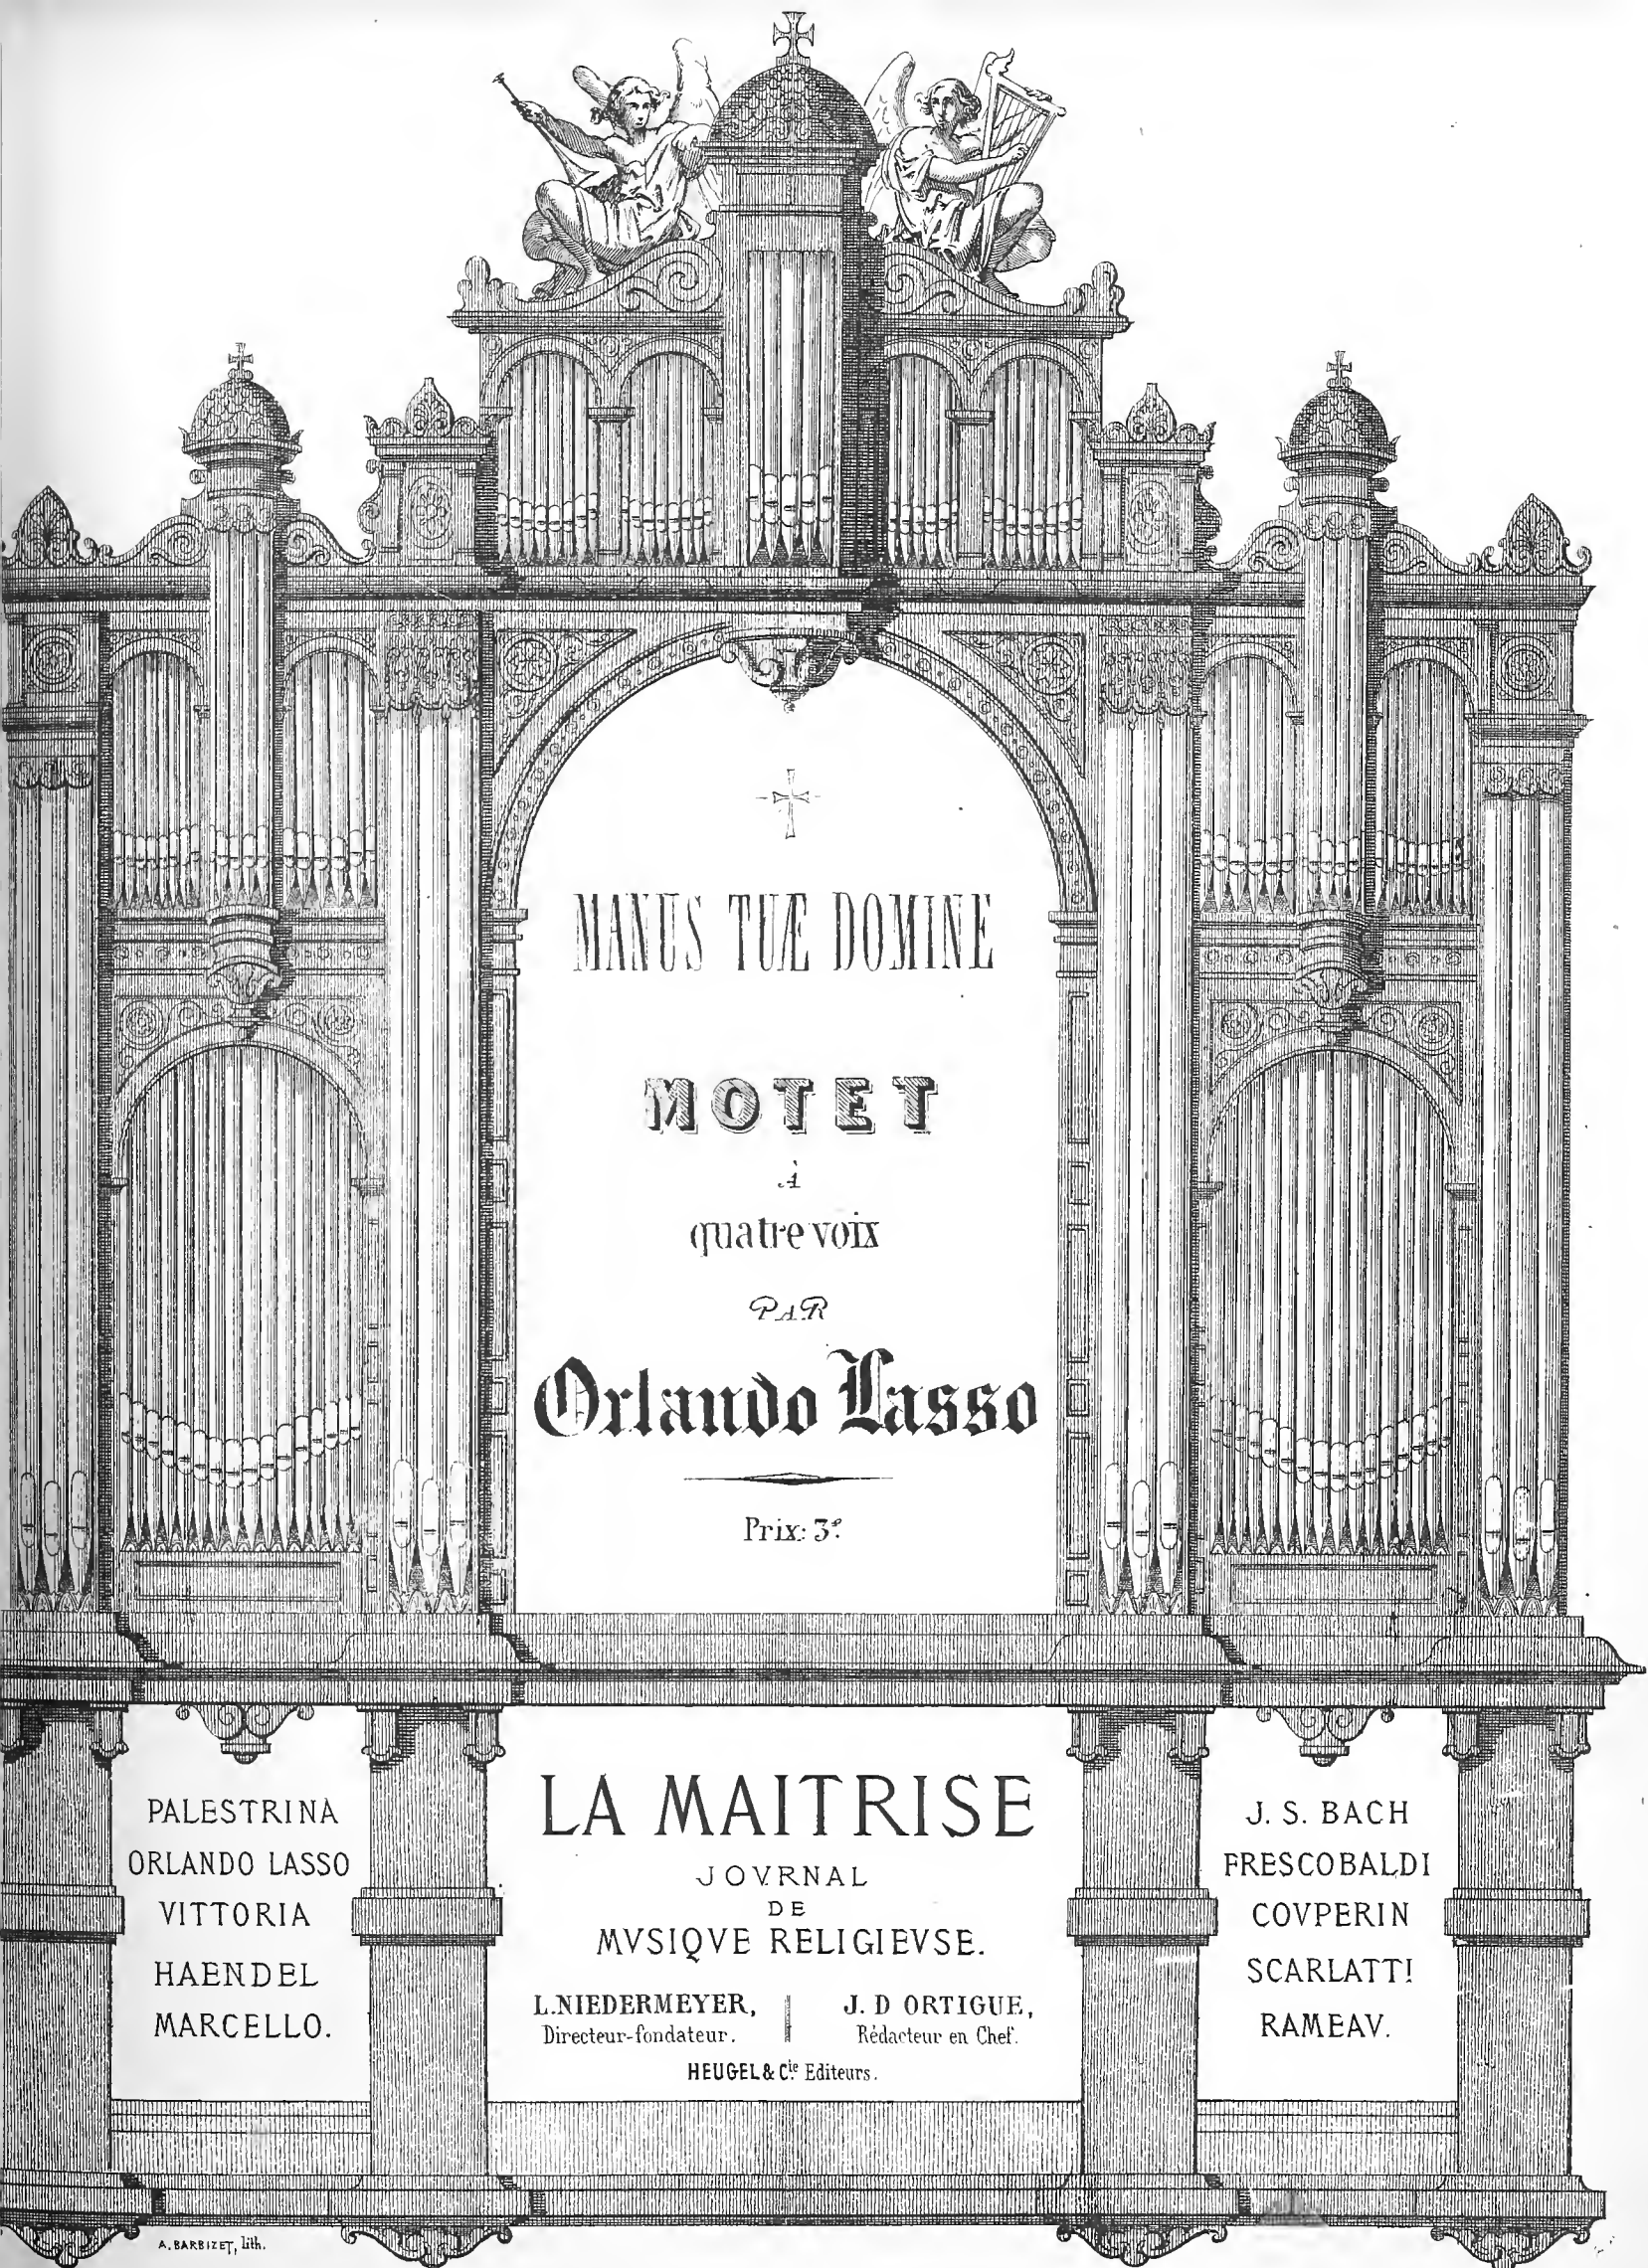 MANUS TUÆ DOMINE
MOTET
À
quatre voix
PAR
Orlando Lasso
Prix: 3f.
PALESTRINA
ORLANDO LASSO
VITTORIA
HAENDEL
MARCELLO.
LA MAITRISE
JOVRNAL
DE
MVSIQVE RELIGIEVSE.
L. NIEDERMEYER,
Directeur-fondateur.
J. D ORTIGUE,
Rédacteur en Chef.
HEUGEL & Cie. Editeurs.
J. S. BACH
FRESCOBALDI
COVPERIN
SCARLATTI
RAMEAV.
A. BARBIZET, lith.